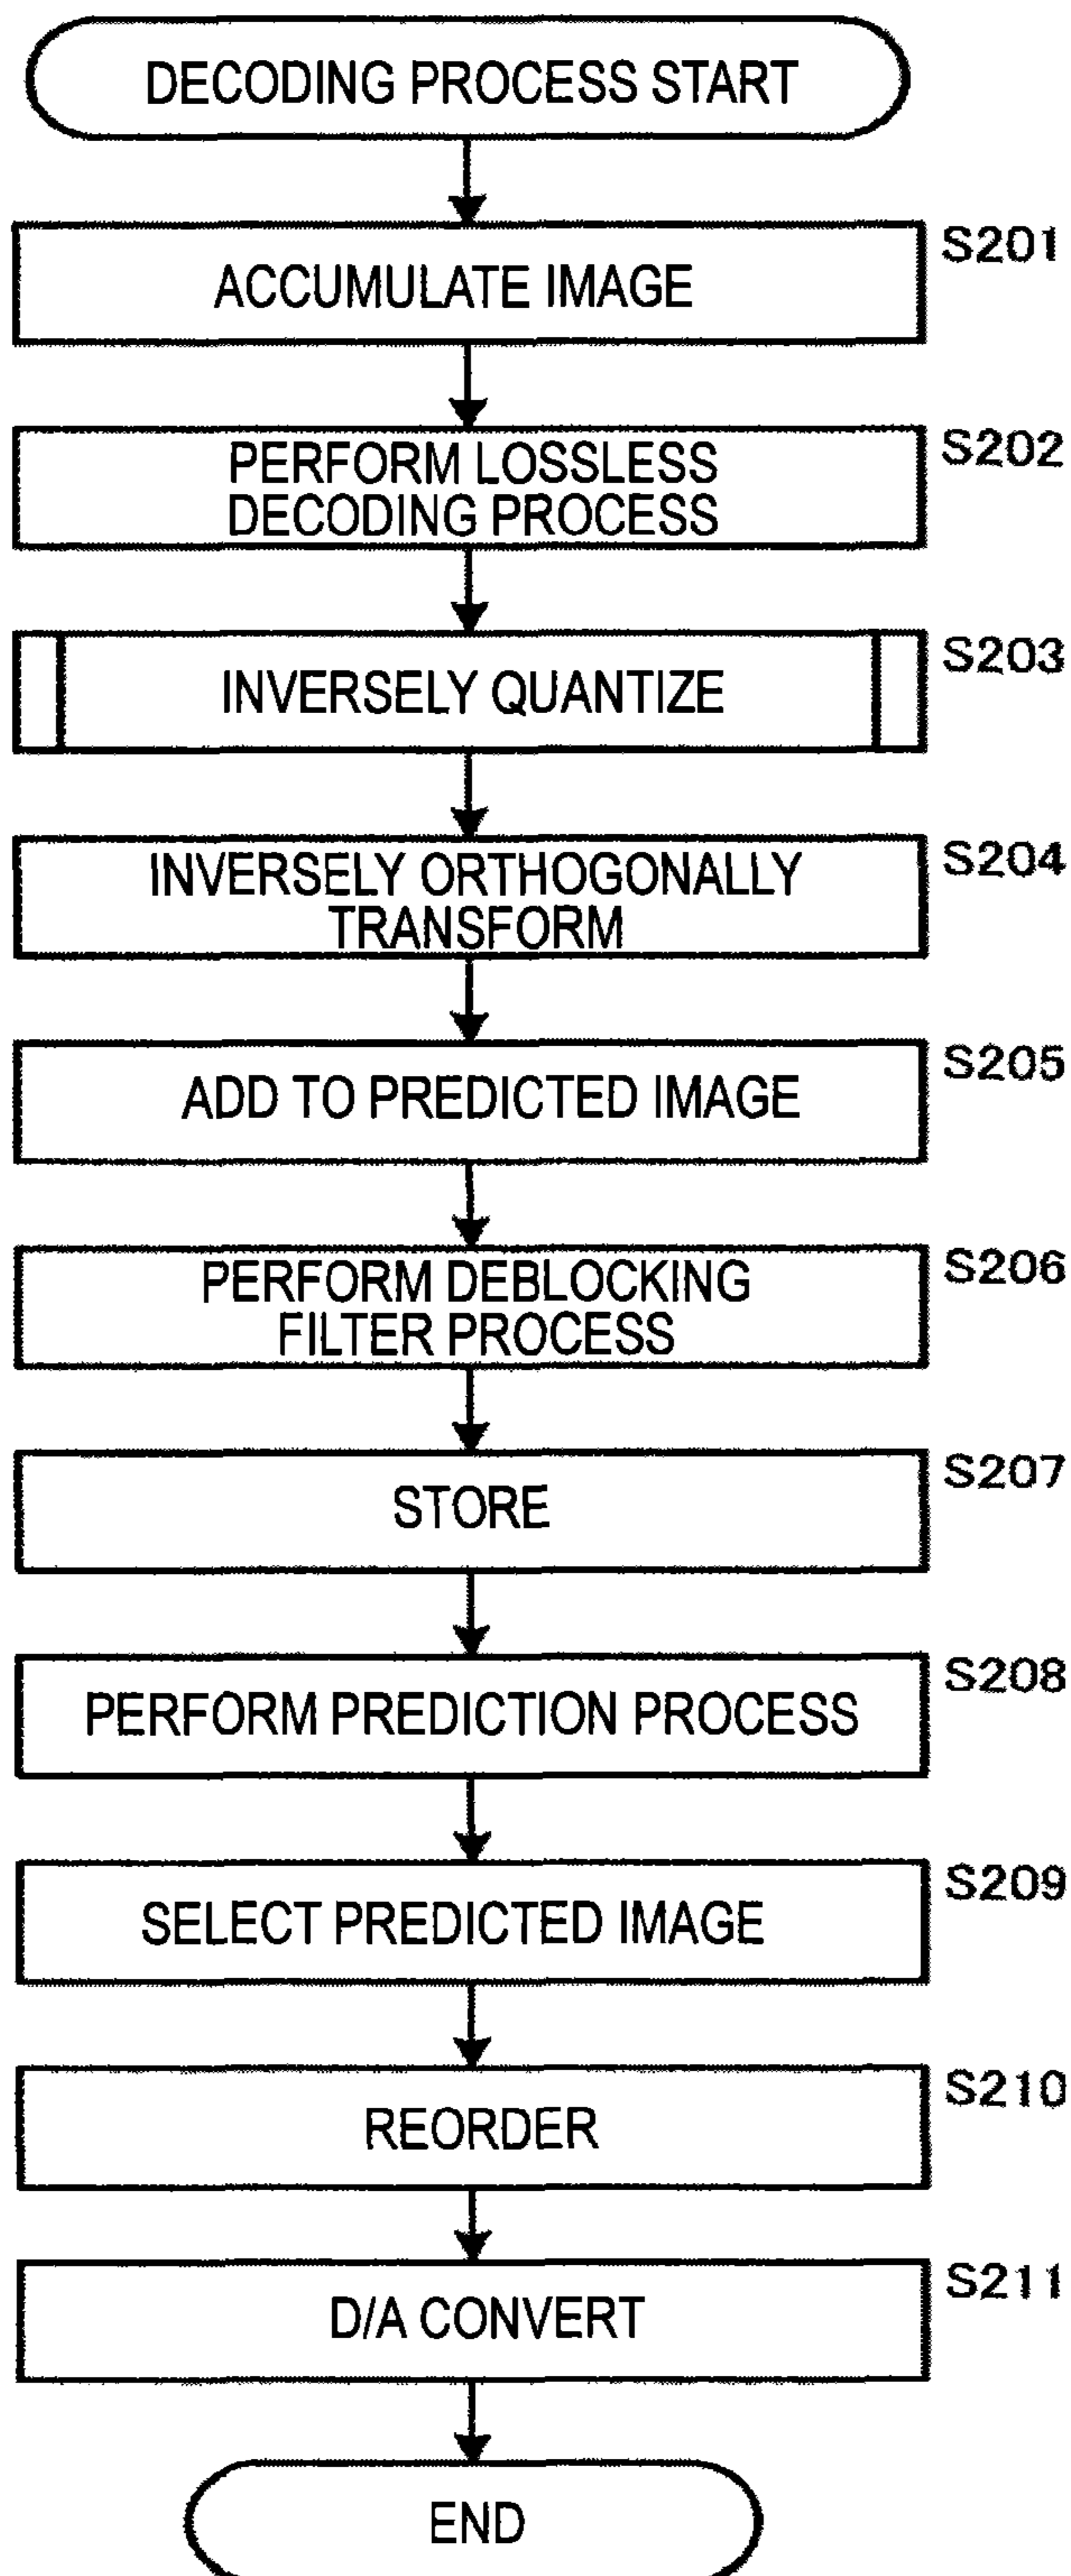 DECODING PROCESS START
S201
ACCUMULATE IMAGE
S202
PERFORM LOSSLESS
DECODING PROCESS
S203
INVERSELY QUANTIZE
S204
INVERSELY ORTHOGONALLY
TRANSFORM
S205
ADD TO PREDICTED IMAGE
S206
PERFORM DEBLOCKING
FILTER PROCESS
S207
STORE
S208
PERFORM PREDICTION PROCESS
S209
SELECT PREDICTED IMAGE
S210
REORDER
S211
D/A CONVERT
END